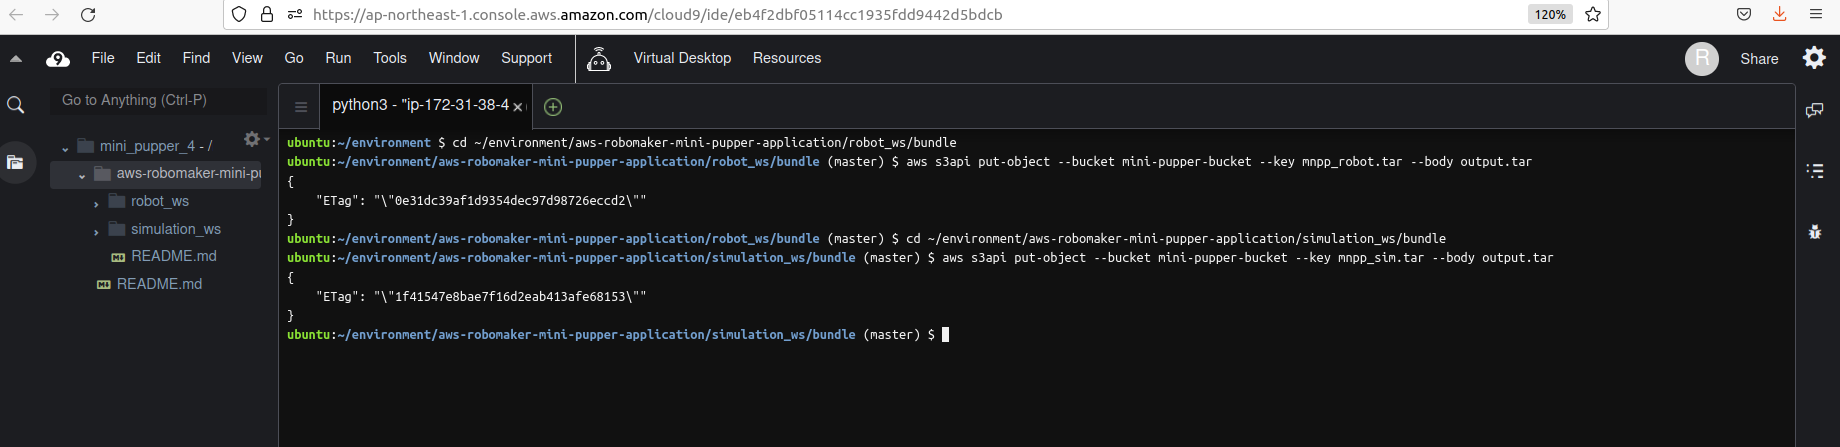 https://ap-northeast-1.console.aws.amazon.com/cloud9/ide/eb4f2dbf05114cc1935fdd9442d5bdcb
120%
9 File Edit Find View Go Run Tools Window Support Virtual Desktop Resources R Share
Go to Anything (Ctrl-P)
python3 - "ip-172-31-38-4
mini_pupper_4 - /
aws-robomaker-mini-pu
robot_ws
simulation_ws
README.md
README.md
ubuntu:~/environment $ cd ~/environment/aws-robomaker-mini-pupper-application/robot_ws/bundle
ubuntu:~/environment/aws-robomaker-mini-pupper-application/robot_ws/bundle (master) $ aws s3api put-object --bucket mini-pupper-bucket --key mnpp_robot.tar --body output.tar
{
    "ETag": "\"0e31dc39af1d9354dec97d98726eccd2\""
}
ubuntu:~/environment/aws-robomaker-mini-pupper-application/robot_ws/bundle (master) $ cd ~/environment/aws-robomaker-mini-pupper-application/simulation_ws/bundle
ubuntu:~/environment/aws-robomaker-mini-pupper-application/simulation_ws/bundle (master) $ aws s3api put-object --bucket mini-pupper-bucket --key mnpp_sim.tar --body output.tar
{
    "ETag": "\"1f41547e8bae7f16d2eab413afe68153\""
}
ubuntu:~/environment/aws-robomaker-mini-pupper-application/simulation_ws/bundle (master) $